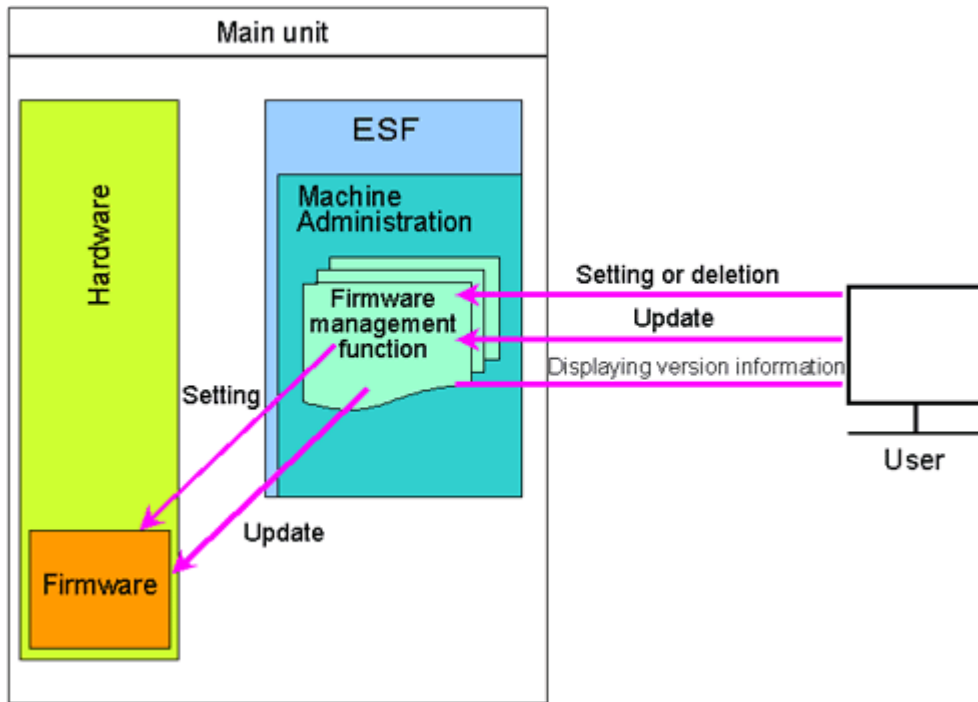 Main unit
Hardware
ESF
Machine
Administration
Firmware
management
function
Setting or deletion
Update
Displaying version information
User
Setting
Update
Firmware